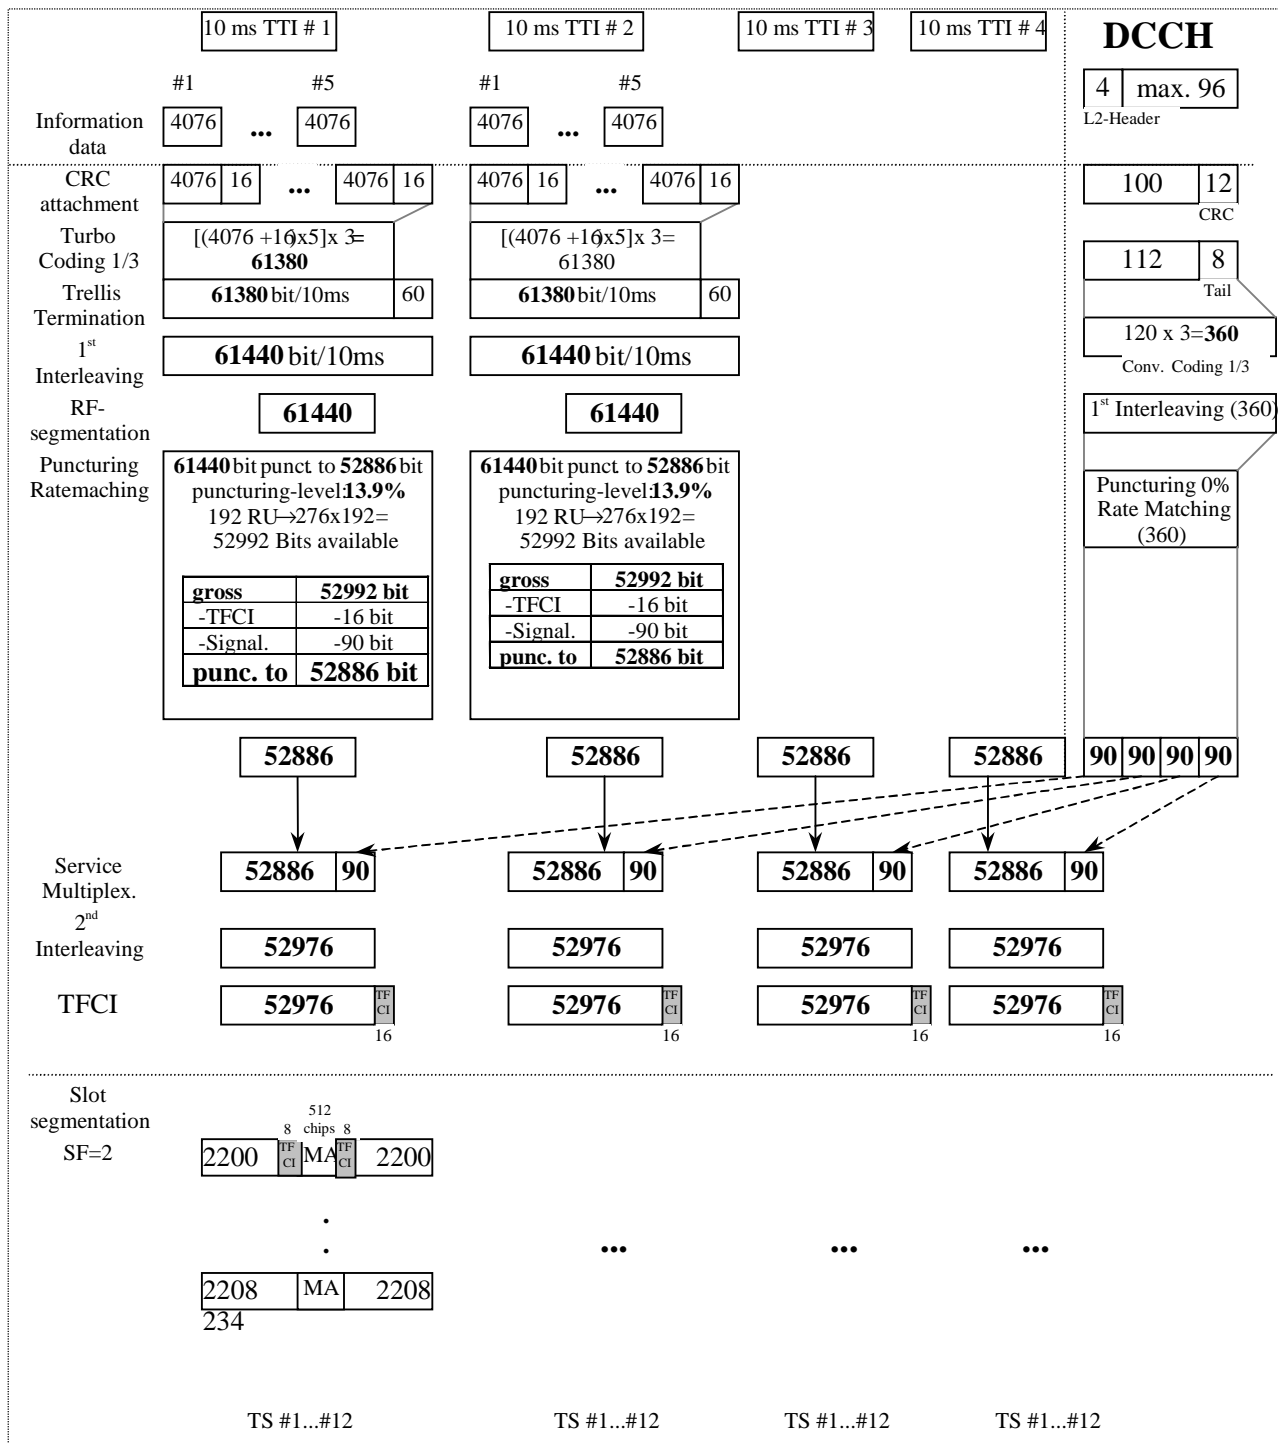 10 ms TTI # 1
10 ms TTI # 2
10 ms TTI # 3
10 ms TTI # 4
DCCH
#1 #5 #1 #5
4 max. 96
L2-Header
Information
data
4076 ... 4076
4076 ... 4076
CRC
attachment
4076 16 ... 4076 16
4076 16 ... 4076 16
100 12
CRC
Turbo
Coding 1/3
[(4076 +16)x5]x 3=
61380
[(4076 +16)x5]x 3=
61380
112 8
Tail
Trellis
Termination
61380 bit/10ms 60
61380 bit/10ms 60
120 x 3=360
Conv. Coding 1/3
1st
Interleaving
61440 bit/10ms
61440 bit/10ms
RF-
segmentation
61440
61440
1st Interleaving (360)
Puncturing
Ratemaching
61440 bit punct. to 52886 bit
puncturing-level:13.9%
192 RU→276x192=
52992 Bits available
gross 52992 bit
-TFCI -16 bit
-Signal. -90 bit
punc. to 52886 bit
61440 bit punct. to 52886 bit
puncturing-level:13.9%
192 RU→276x192=
52992 Bits available
gross 52992 bit
-TFCI -16 bit
-Signal. -90 bit
punc. to 52886 bit
Puncturing 0%
Rate Matching
(360)
52886 52886 52886 52886 90 90 90 90
Service
Multiplex.
52886 90 52886 90 52886 90 52886 90
2nd
Interleaving
52976 52976 52976 52976
TFCI
52976 TF CI 52976 TF CI 52976 TF CI 52976 TF CI
16 16 16 16
Slot
segmentation
SF=2
512
8 chips 8
2200 TF CI MA TF CI 2200
.
.
... ... ...
2208 MA 2208
234
TS #1...#12 TS #1...#12 TS #1...#12 TS #1...#12